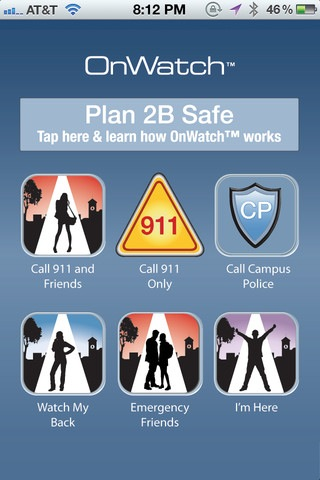 AT&T 8:12 PM 46%
OnWatch™
Plan 2B Safe
Tap here & learn how OnWatch™ works
911
CP
Call 911 and
Friends
Call 911
Only
Call Campus
Police
Watch My
Back
Emergency
Friends
I'm Here